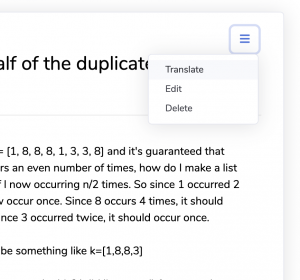 alf of the duplicate
Translate
Edit
Delete
= [1, 8, 8, 8, 1, 3, 3, 8] and it's guaranteed that
rs an even number of times, how do I make a list
f l now occurring n/2 times. So since 1 occurred 2
occur once. Since 8 occurs 4 times, it should
nce 3 occurred twice, it should occur once.
be something like k=[1,8,8,3]